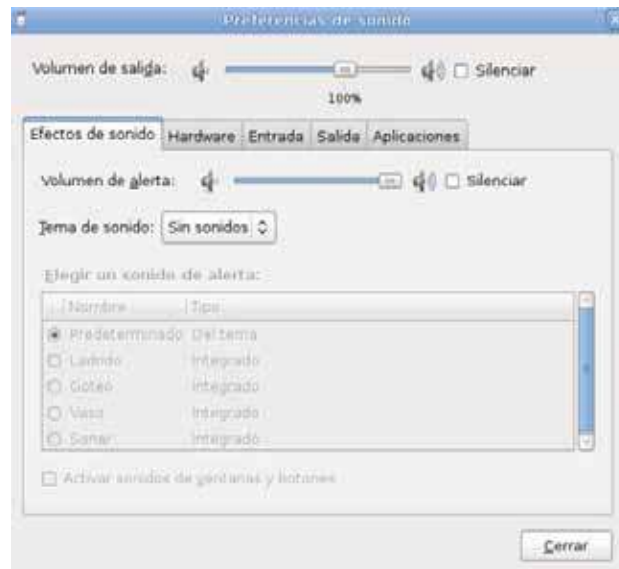 Preferencias de sonido
Volumen de salida: Silenciar
100%
Efectos de sonido Hardware Entrada Salida Aplicaciones
Volumen de alerta: Silenciar
Tema de sonido: Sin sonidos
Elegir un sonido de alerta:
Nombre Tipo
Predeterminado Del tema
Ladrido Integrado
Goteo Integrado
Vaso Integrado
Sonar Integrado
Activar sonidos de ventanas y botones
Cerrar